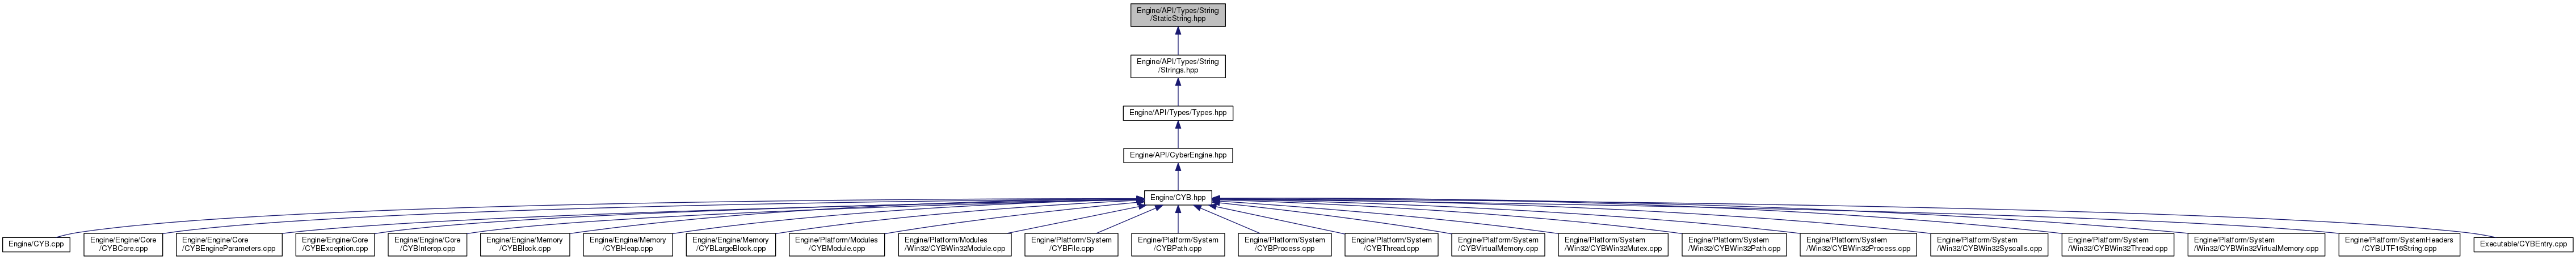 Engine/API/Types/String
/StaticString.hpp
Engine/API/Types/String
/Strings.hpp
Engine/API/Types/Types.hpp
Engine/API/CyberEngine.hpp
Engine/CYB.hpp
Engine/CYB.cpp
Engine/Engine/Core
/CYBCore.cpp
Engine/Engine/Core
/CYBEngineParameters.cpp
Engine/Engine/Core
/CYBException.cpp
Engine/Engine/Core
/CYBInterop.cpp
Engine/Engine/Memory
/CYBBlock.cpp
Engine/Engine/Memory
/CYBHeap.cpp
Engine/Engine/Memory
/CYBLargeBlock.cpp
Engine/Platform/Modules
/CYBModule.cpp
Engine/Platform/Modules
/Win32/CYBWin32Module.cpp
Engine/Platform/System
/CYBFile.cpp
Engine/Platform/System
/CYBPath.cpp
Engine/Platform/System
/CYBProcess.cpp
Engine/Platform/System
/CYBThread.cpp
Engine/Platform/System
/CYBVirtualMemory.cpp
Engine/Platform/System
/Win32/CYBWin32Mutex.cpp
Engine/Platform/System
/Win32/CYBWin32Path.cpp
Engine/Platform/System
/Win32/CYBWin32Process.cpp
Engine/Platform/System
/Win32/CYBWin32Syscalls.cpp
Engine/Platform/System
/Win32/CYBWin32Thread.cpp
Engine/Platform/System
/Win32/CYBWin32VirtualMemory.cpp
Engine/Platform/SystemHeaders
/CYBUTF16String.cpp
Executable/CYBEntry.cpp